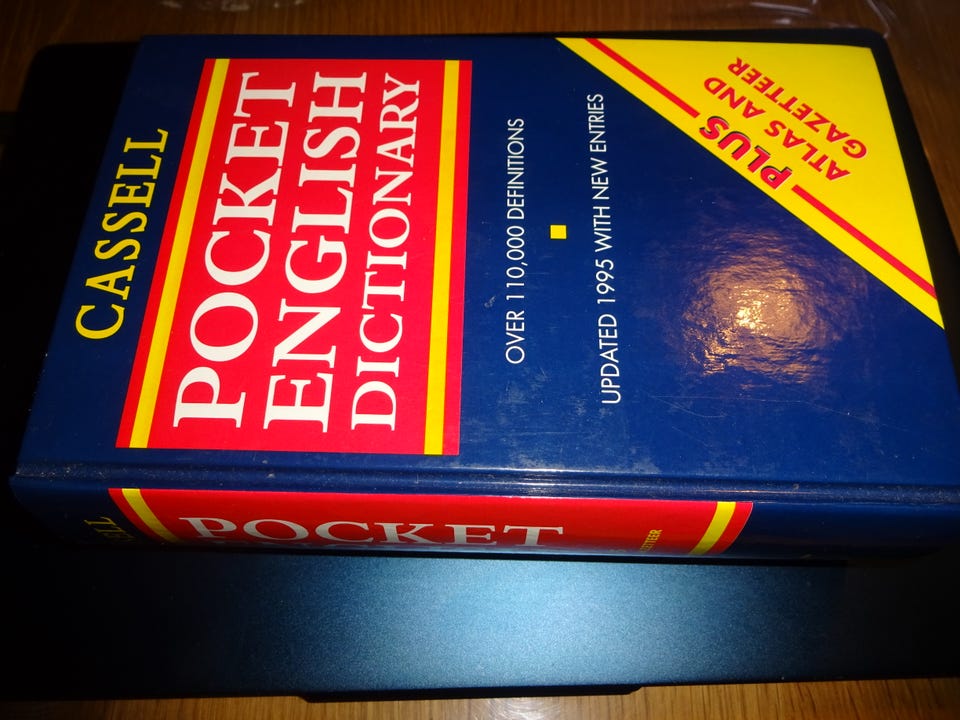 CASSELL
POCKET
ENGLISH
DICTIONARY
OVER 110,000 DEFINITIONS
UPDATED 1995 WITH NEW ENTRIES
PLUS
ATLAS AND
GAZETTEER
POCKET